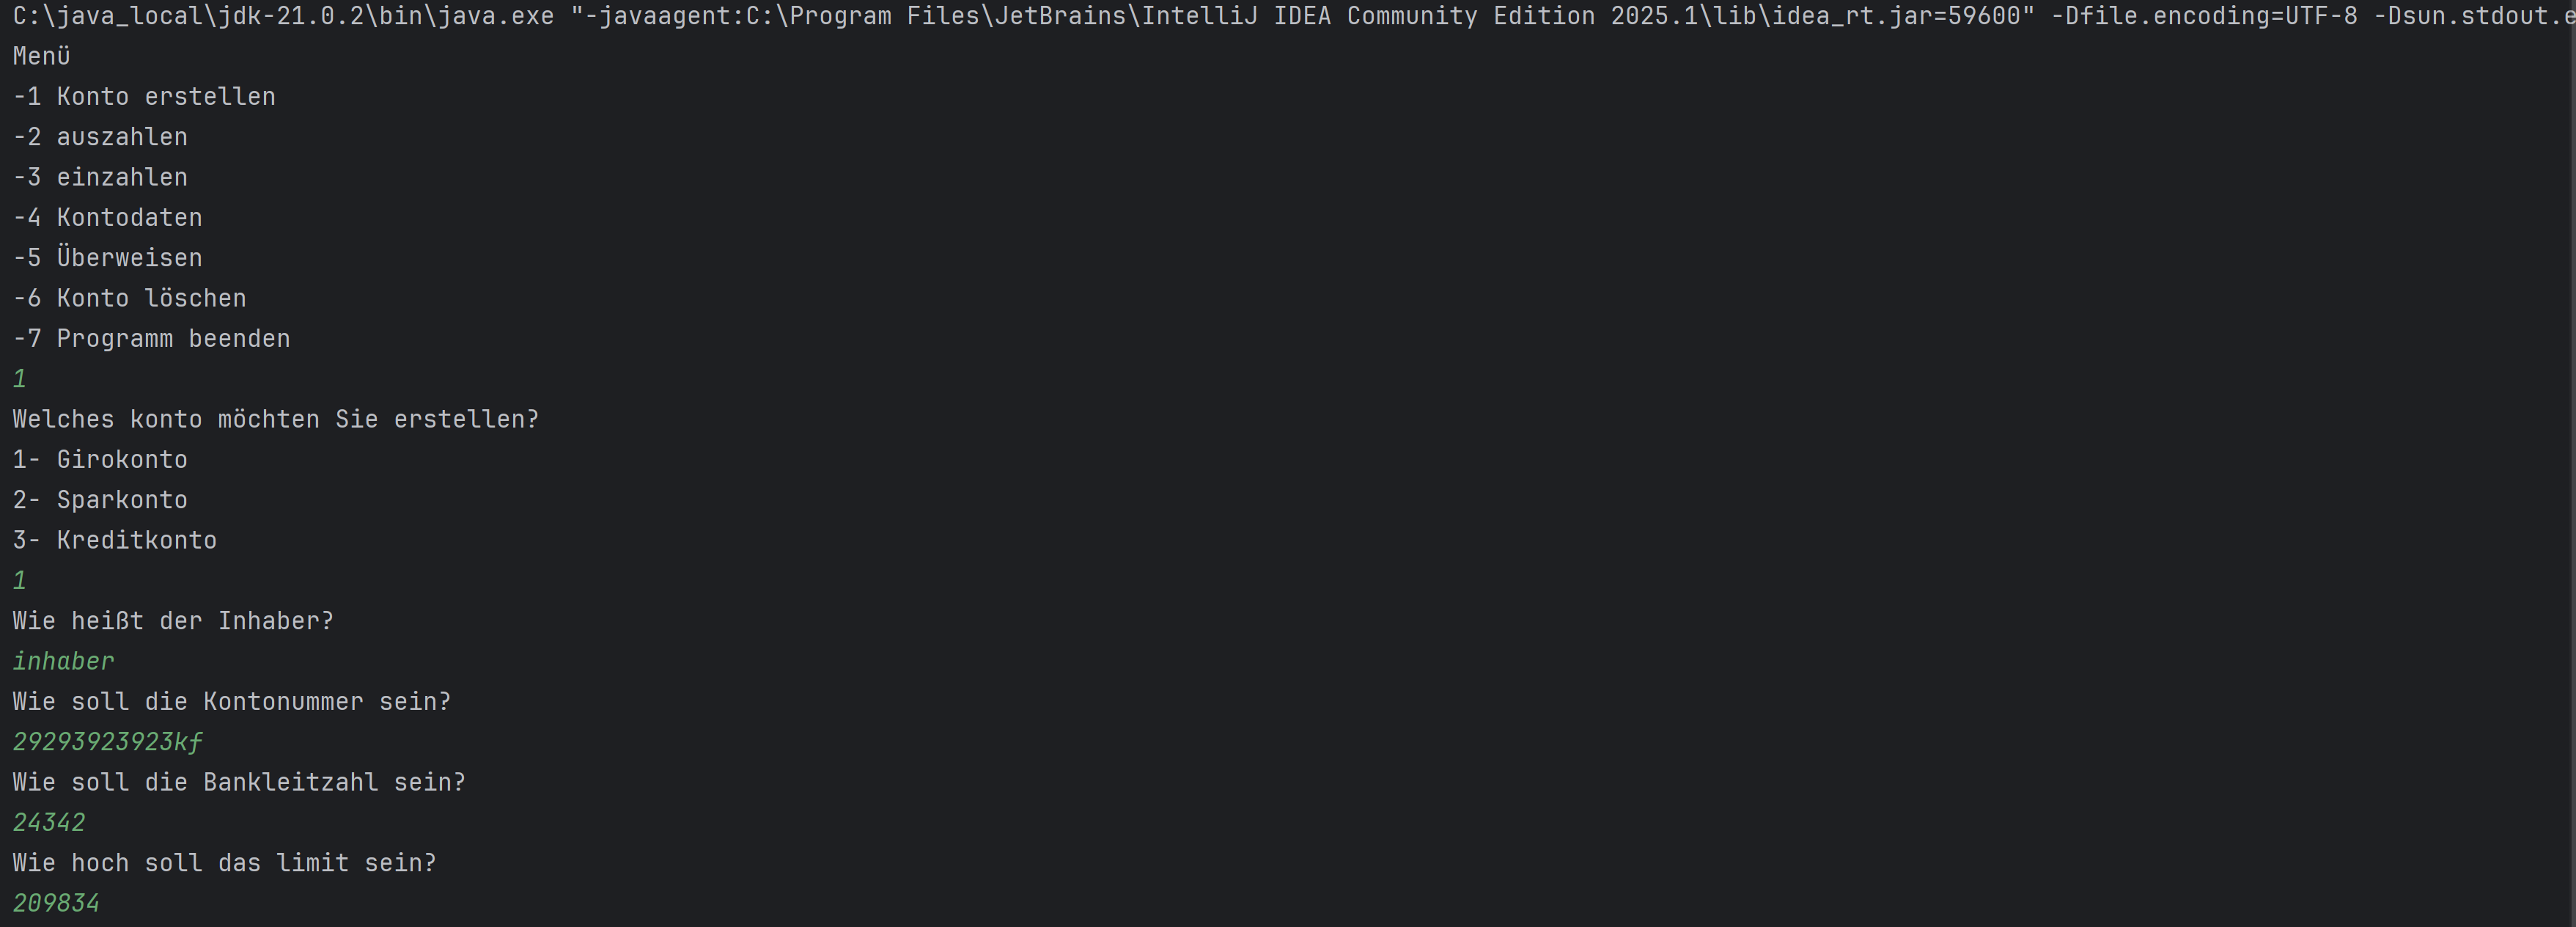 C:\java_local\jdk-21.0.2\bin\java.exe "-javaagent:C:\Program Files\JetBrains\IntelliJ IDEA Community Edition 2025.1\lib\idea_rt.jar=59600" -Dfile.encoding=UTF-8 -Dsun.stdout.e
Menü
-1 Konto erstellen
-2 auszahlen
-3 einzahlen
-4 Kontodaten
-5 Überweisen
-6 Konto löschen
-7 Programm beenden
1
Welches konto möchten Sie erstellen?
1- Girokonto
2- Sparkonto
3- Kreditkonto
1
Wie heißt der Inhaber?
inhaber
Wie soll die Kontonummer sein?
29293923923kf
Wie soll die Bankleitzahl sein?
24342
Wie hoch soll das limit sein?
209834